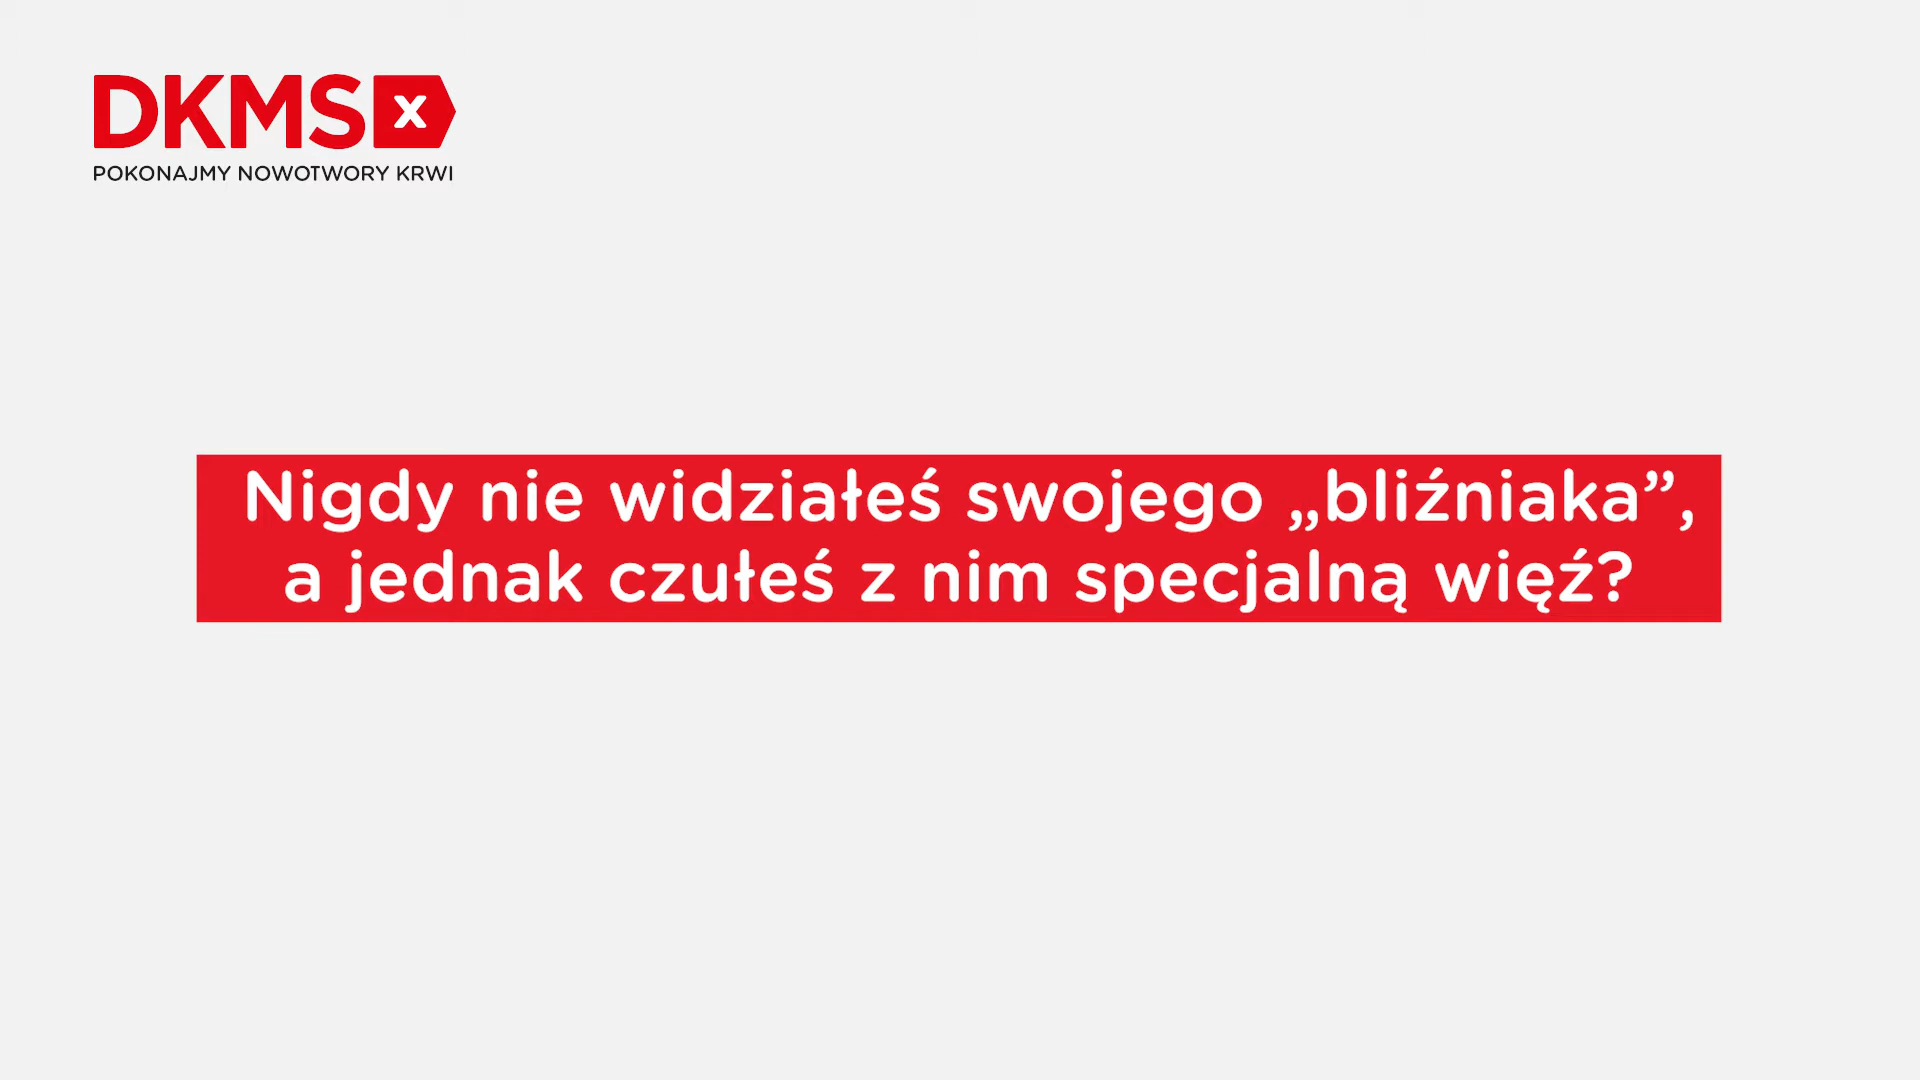 DKMS x
POKONAJMY NOWOTWORY KRWI
Nigdy nie widziałeś swojego „bliźniaka”,
a jednak czułeś z nim specjalną więź?